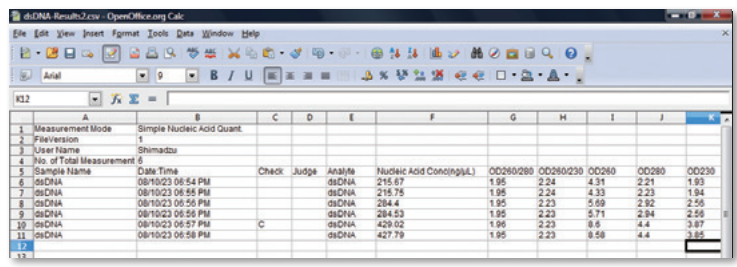 dsDNA-Results2.csv - OpenOffice.org Calc
File Edit View Insert Format Tools Data Window Help
Arial 9 B I U
K12
A B C D E F G H I J K
1 Measurement Mode Simple Nucleic Acid Quant.
2 FileVersion 1
3 User Name Shimadzu
4 No. of Total Measurement 6
5 Sample Name Date:Time Check Judge Analyte Nucleic Acid Conc(ng/µL) OD260/280 OD260/230 OD260 OD280 OD230
6 dsDNA 08/10/23 06:54 PM dsDNA 215.67 1.95 2.24 4.31 2.21 1.93
7 dsDNA 08/10/23 06:55 PM dsDNA 215.75 1.95 2.24 4.33 2.23 1.94
8 dsDNA 08/10/23 06:56 PM dsDNA 284.4 1.95 2.23 5.69 2.92 2.56
9 dsDNA 08/10/23 06:56 PM dsDNA 284.53 1.95 2.23 5.71 2.94 2.56
10 dsDNA 08/10/23 06:57 PM C dsDNA 429.02 1.96 2.23 8.6 4.4 3.87
11 dsDNA 08/10/23 06:58 PM dsDNA 427.79 1.95 2.23 8.58 4.4 3.85
12
13